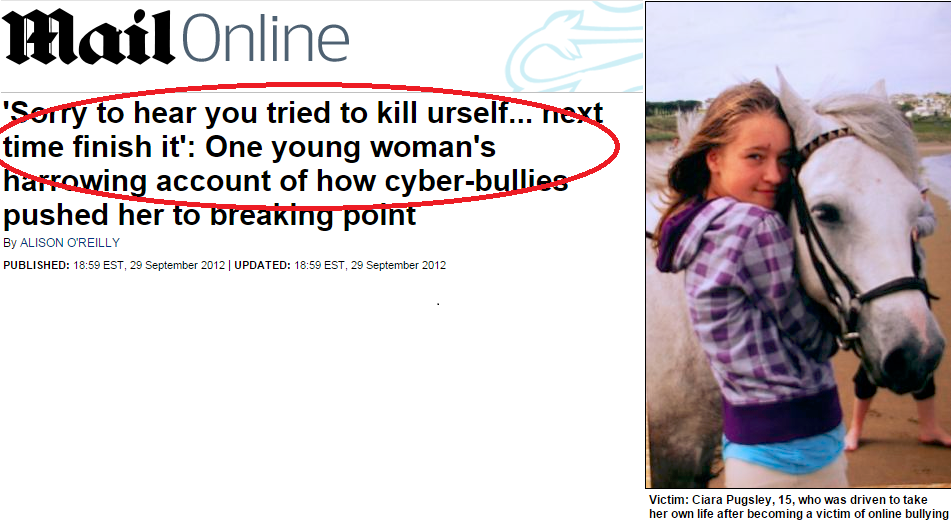 Mail Online
'Sorry to hear you tried to kill urself... next
time finish it': One young woman's
harrowing account of how cyber-bullies
pushed her to breaking point
By ALISON O'REILLY
PUBLISHED: 18:59 EST, 29 September 2012 | UPDATED: 18:59 EST, 29 September 2012
Victim: Ciara Pugsley, 15, who was driven to take
her own life after becoming a victim of online bullying